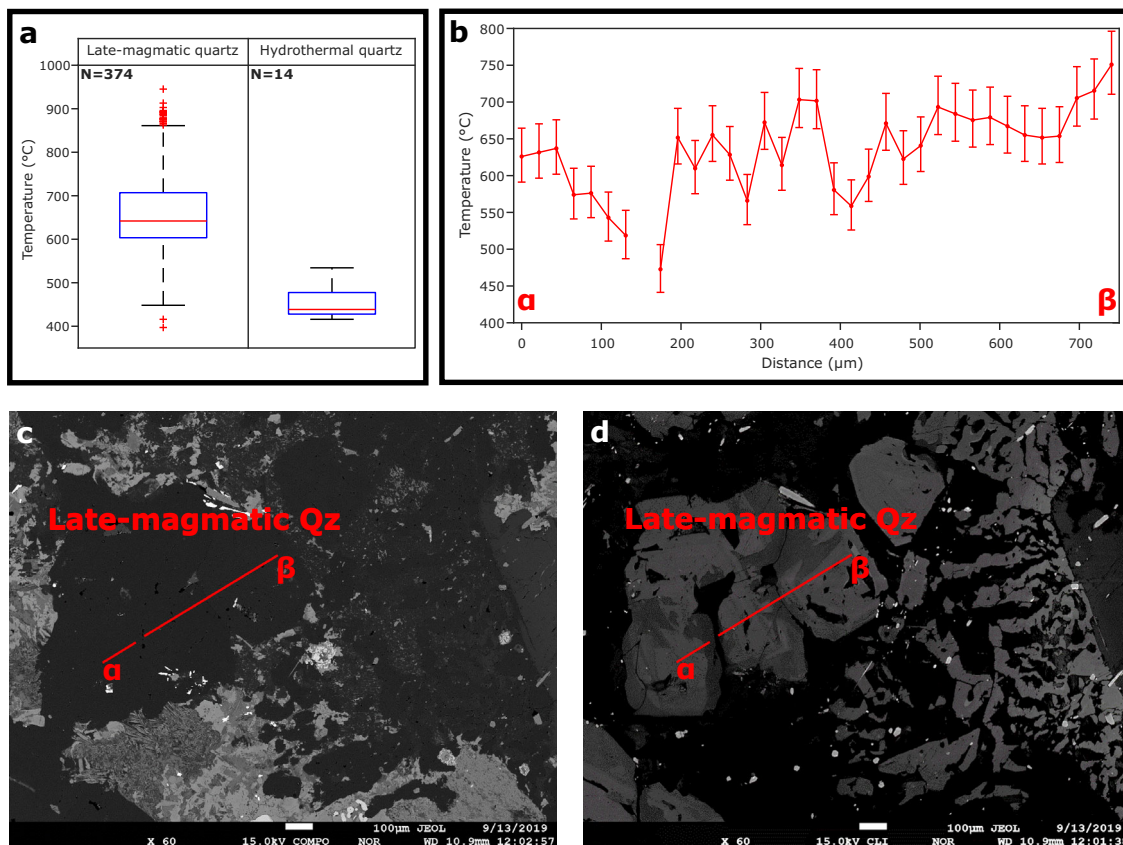 a
Late-magmatic quartz
Hydrothermal quartz
N=374
N=14
1000
900
800
700
600
500
400
Temperature (°C)
b
800
750
700
650
600
550
500
450
400
Temperature (°C)
α
β
0
100
200
300
400
500
600
700
Distance (µm)
c
Late-magmatic Qz
β
α
100µm JEOL 9/13/2019
X 60 15.0kV COMPO NOR WD 10.9mm 12:02:57
d
Late-magmatic Qz
β
α
100µm JEOL 9/13/2019
X 60 15.0kV CLI NOR WD 10.9mm 12:01:3